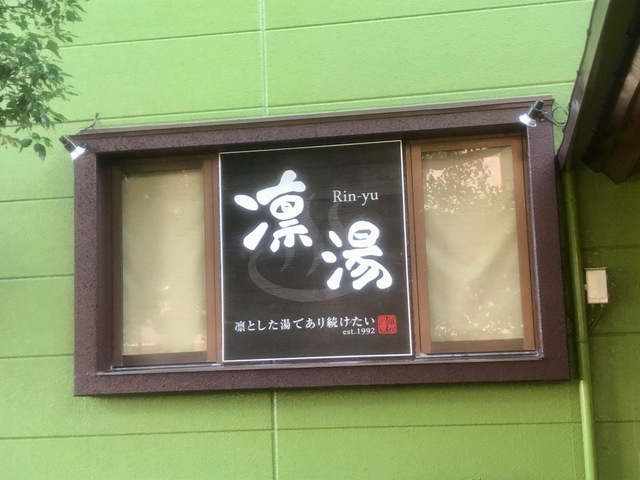 凛湯
Rin-yu
凛とした湯であり続けたい
est.1992